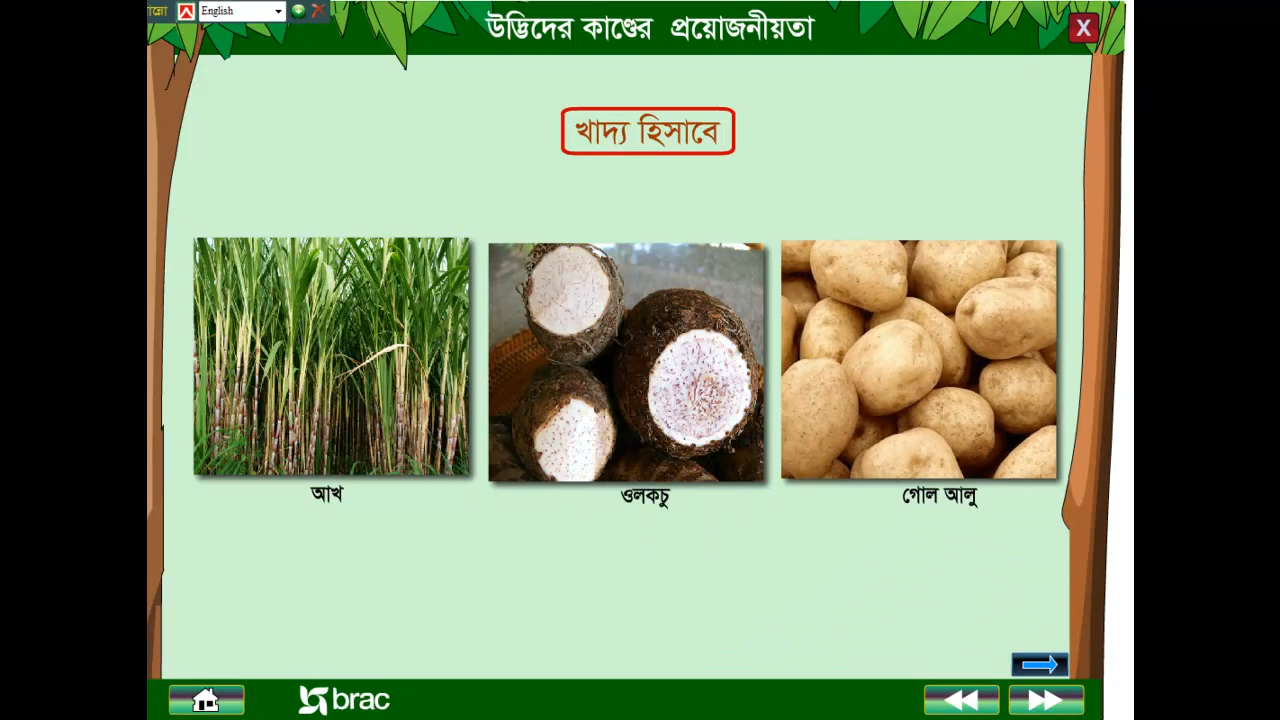 English
উদ্ভিদের কাণ্ডের প্রয়োজনীয়তা
X
খাদ্য হিসাবে
আখ
ওলকচু
গোল আলু
brac